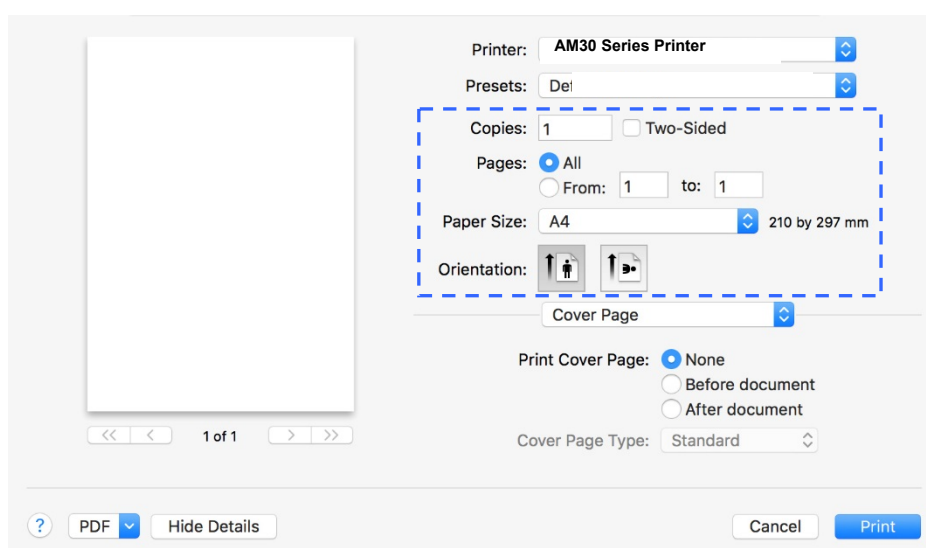 Printer: AM30 Series Printer
Presets: Def
Copies: 1 Two-Sided
Pages: All
From: 1 to: 1
Paper Size: A4 210 by 297 mm
Orientation:
Cover Page
Print Cover Page: None
Before document
After document
Cover Page Type: Standard
<< < 1 of 1 > >>
? PDF Hide Details Cancel Print